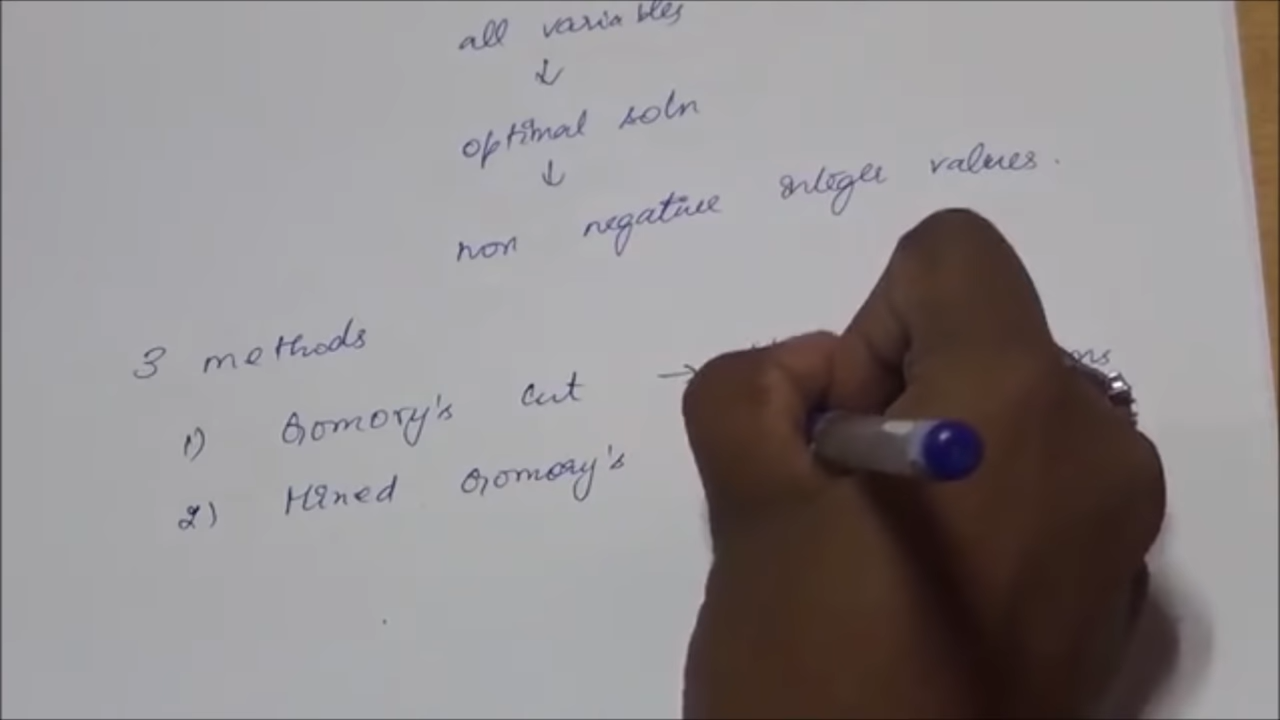 all variables
↓
optimal soln
↓
non negative integer values.
3 methods
1) Gomory's cut →
2) Mixed Gomory's